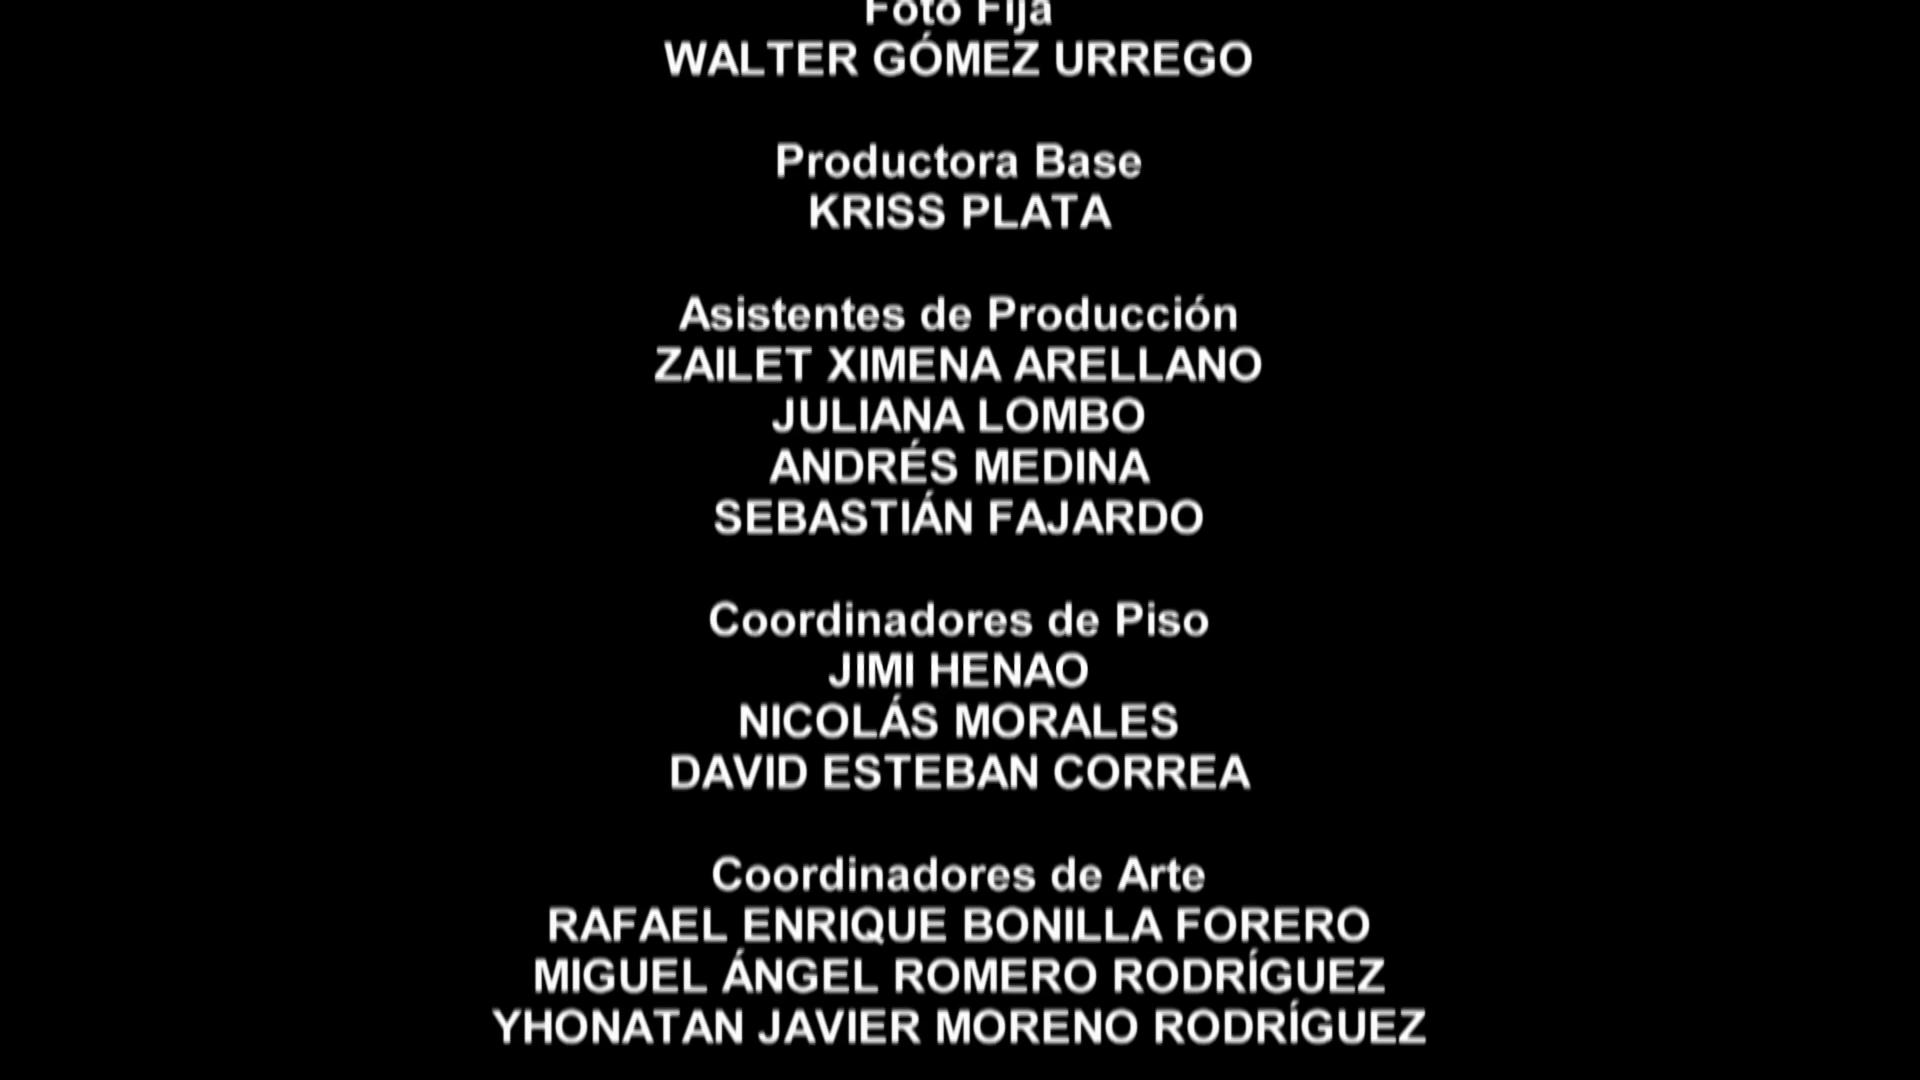 Foto Fija
WALTER GÓMEZ URREGO
Productora Base
KRISS PLATA
Asistentes de Producción
ZAILET XIMENA ARELLANO
JULIANA LOMBO
ANDRÉS MEDINA
SEBASTIÁN FAJARDO
Coordinadores de Piso
JIMI HENAO
NICOLÁS MORALES
DAVID ESTEBAN CORREA
Coordinadores de Arte
RAFAEL ENRIQUE BONILLA FORERO
MIGUEL ÁNGEL ROMERO RODRÍGUEZ
YHONATAN JAVIER MORENO RODRÍGUEZ